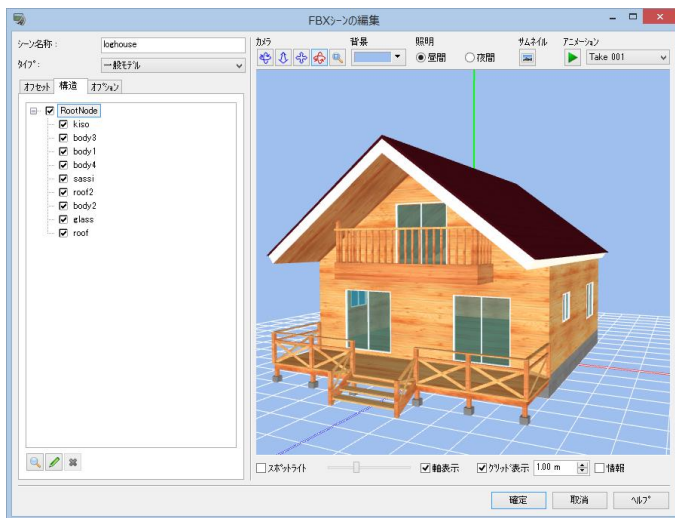 FBXシーンの編集
シーン名称： loghouse
タイプ： 一般モデル
オフセット 構造 オプション
RootNode
kiso
body3
body1
body4
sassi
roof2
body2
glass
roof
カメラ 背景 照明 サムネイル アニメーション
昼間 夜間 Take 001
スポットライト 軸表示 グリッド表示 1.00 m 情報
確定 取消 ヘルプ